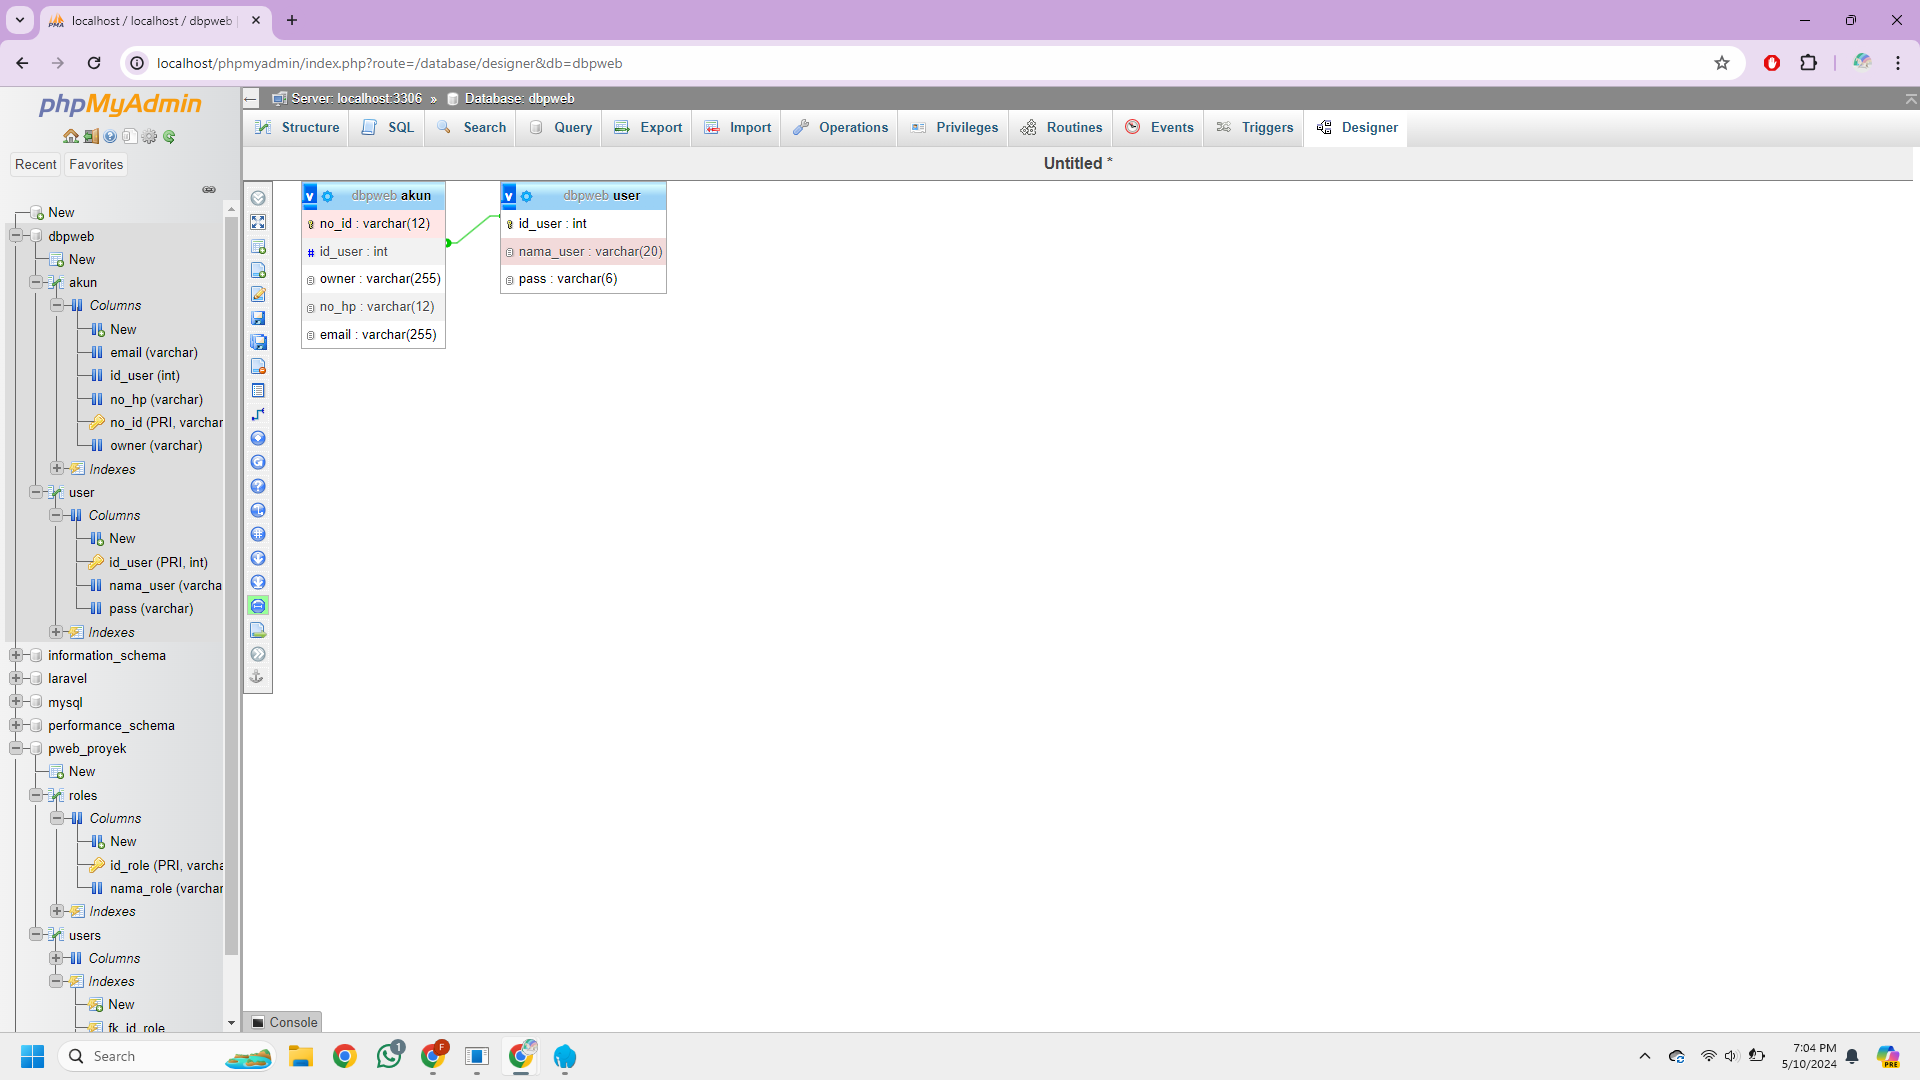 localhost / localhost / dbpweb
localhost/phpmyadmin/index.php?route=/database/designer&db=dbpweb
phpMyAdmin
Recent
Favorites
New
dbpweb
New
akun
Columns
New
email (varchar)
id_user (int)
no_hp (varchar)
no_id (PRI, varchar
owner (varchar)
Indexes
user
Columns
New
id_user (PRI, int)
nama_user (varcha
pass (varchar)
Indexes
information_schema
laravel
mysql
performance_schema
pweb_proyek
New
roles
Columns
New
id_role (PRI, varcha
nama_role (varchar
Indexes
users
Columns
Indexes
New
fk_id_role
Server: localhost:3306 » Database: dbpweb
Structure SQL Search Query Export Import Operations Privileges Routines Events Triggers Designer
Untitled *
dbpweb akun
no_id : varchar(12)
id_user : int
owner : varchar(255)
no_hp : varchar(12)
email : varchar(255)
dbpweb user
id_user : int
nama_user : varchar(20)
pass : varchar(6)
Console
Search
1
F
7:04 PM
5/10/2024
PRE